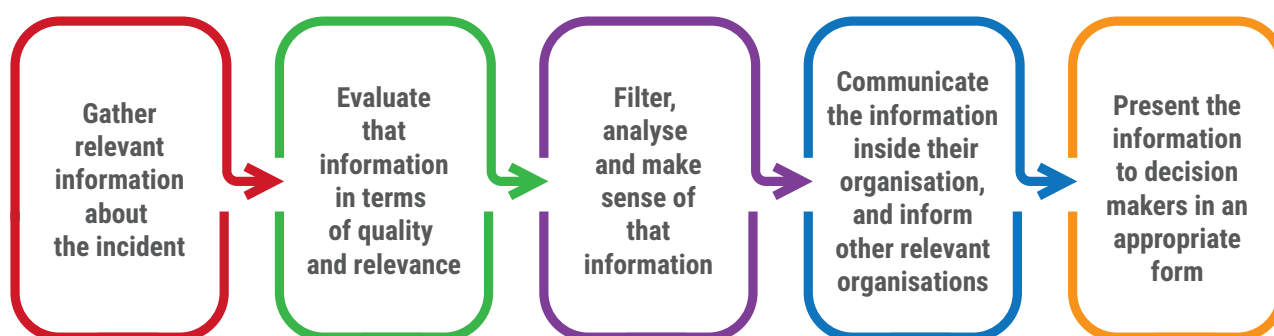 Gather
relevant
information
about
the incident
Evaluate
that
information
in terms
of quality
and relevance
Filter,
analyse
and make
sense of
that
information
Communicate
the information
inside their
organisation,
and inform
other relevant
organisations
Present the
information
to decision
makers in an
appropriate
form